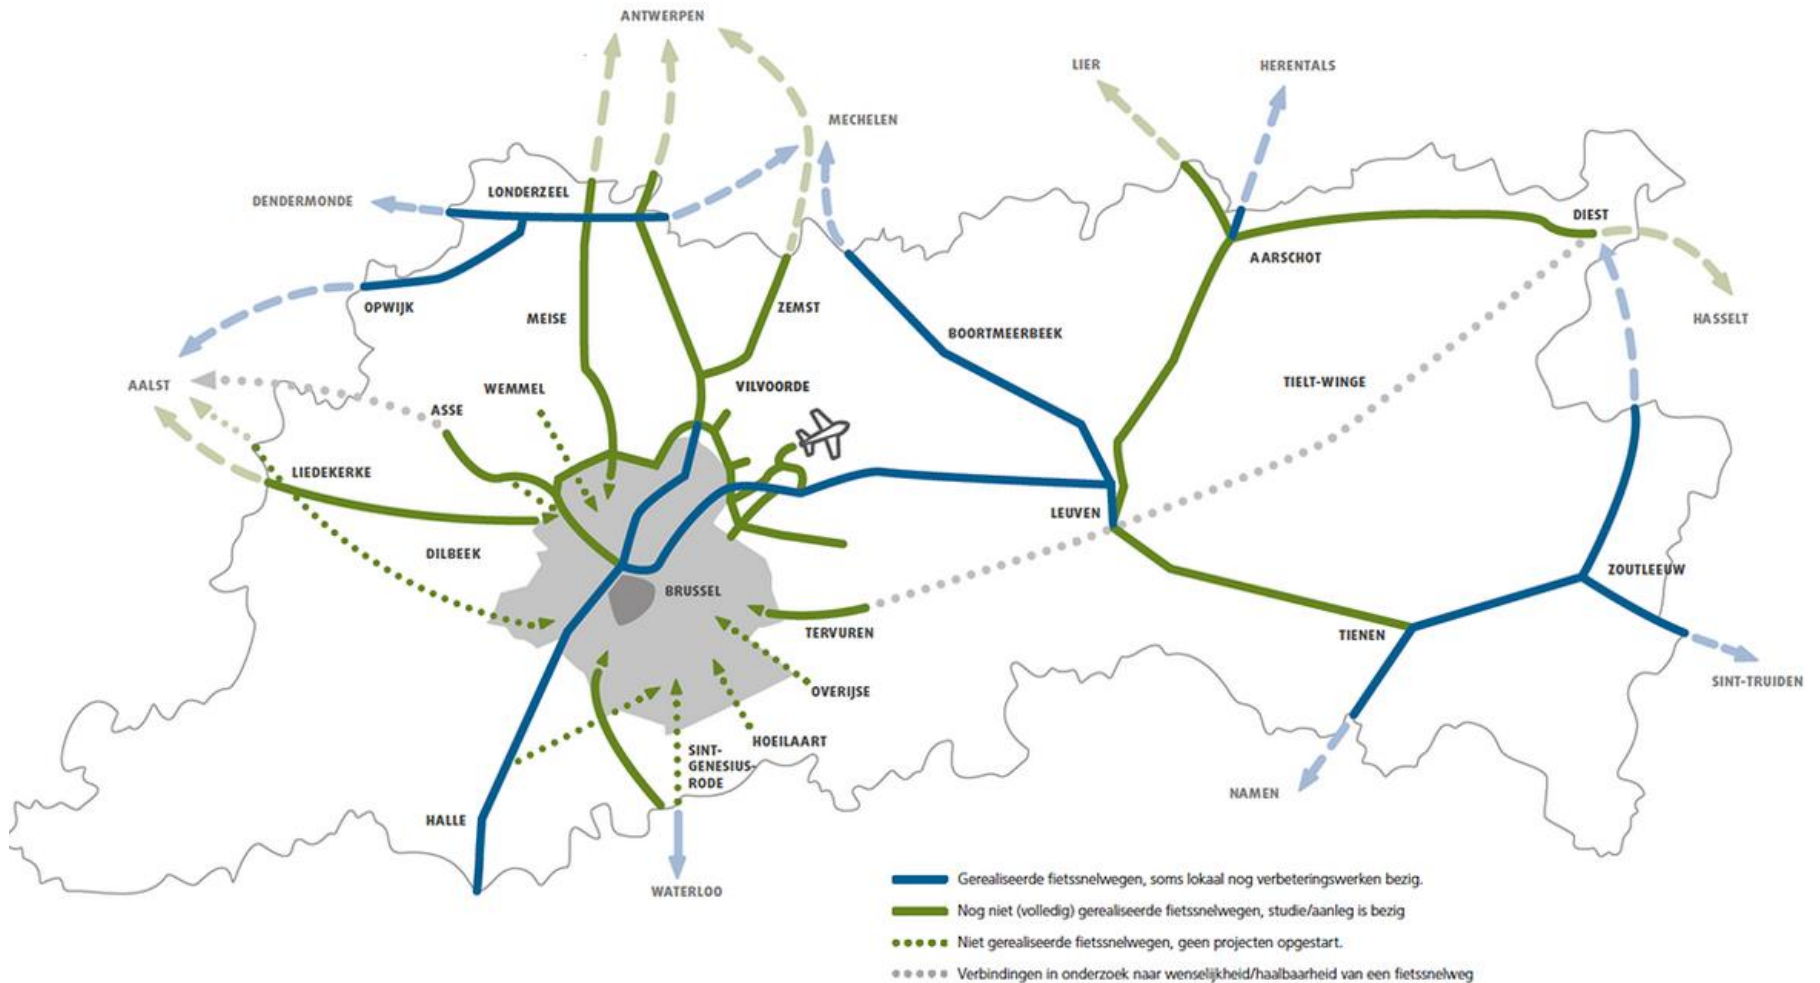 ANTWERPEN
LIER
HERENTALS
MECHELEN
DENDERMONDE
LONDERZEEL
DIEST
AARSCHOT
OPWIJK
MEISE
ZEMST
HASSELT
BOORTMEERBEEK
AALST
WEMMEL
VILVOORDE
TIELT-WINGE
ASSE
LIEDEKERKE
LEUVEN
DILBEEK
ZOUTLEEUW
BRUSSEL
TERVUREN
TIENEN
OVERIJSE
SINT-TRUIDEN
HOEILAART
SINT-
GENESIUS-
RODE
NAMEN
HALLE
WATERLOO
Gerealiseerde fietssnelwegen, soms lokaal nog verbeteringswerken bezig.
Nog niet (volledig) gerealiseerde fietssnelwegen, studie/aanleg is bezig
Niet gerealiseerde fietssnelwegen, geen projecten opgestart.
Verbindingen in onderzoek naar wenselijkheid/haalbaarheid van een fietssnelweg